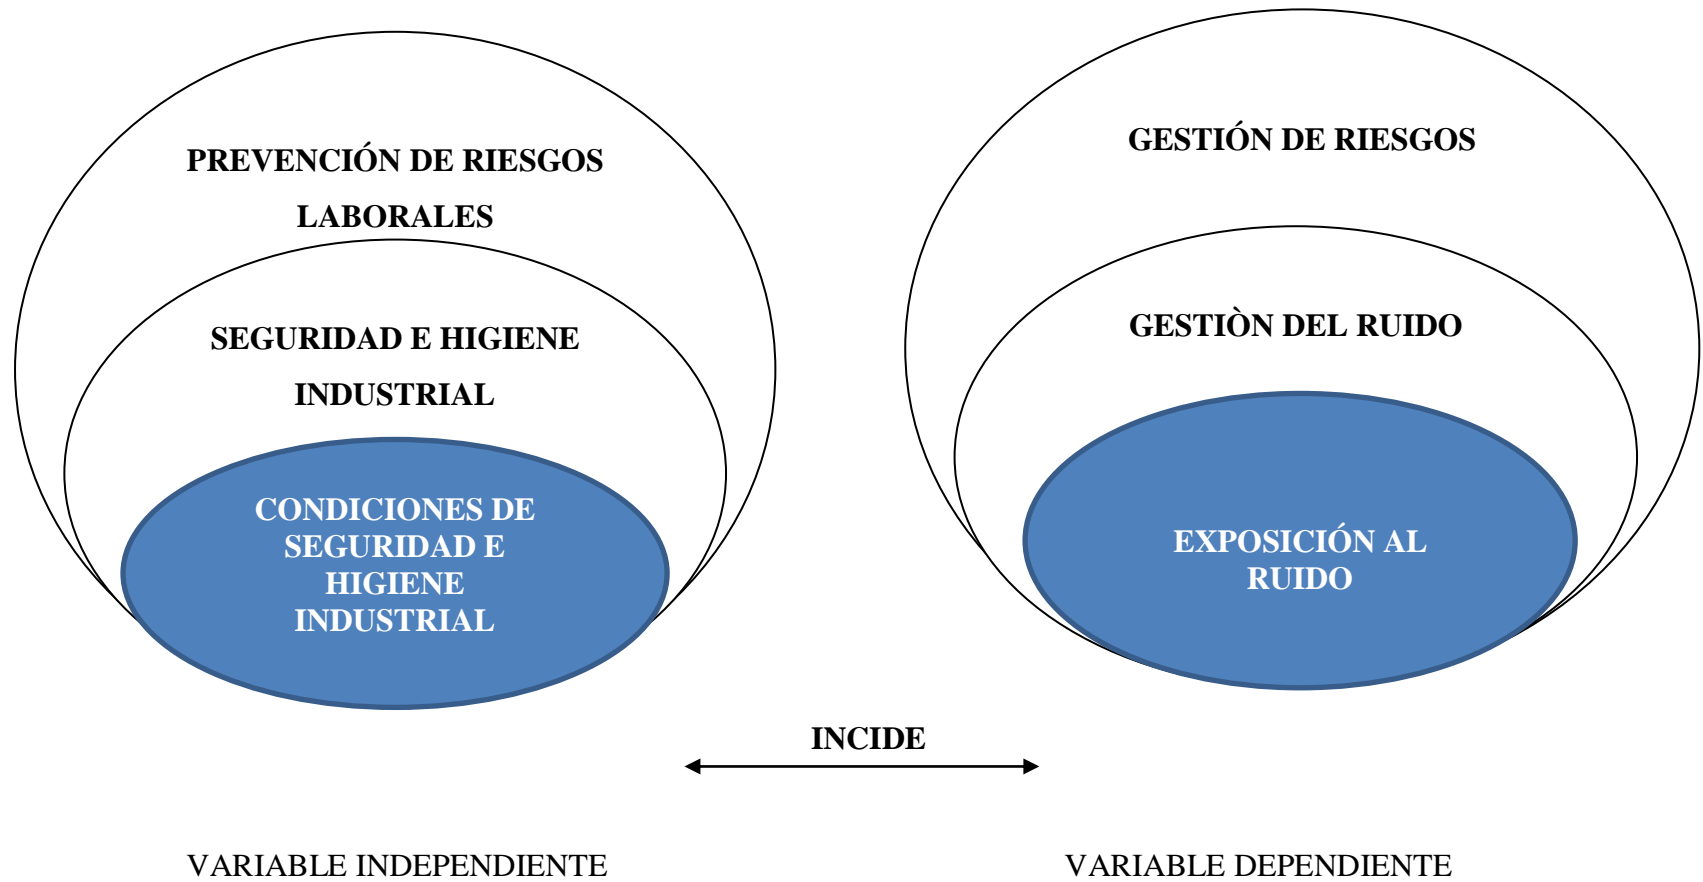 PREVENCIÓN DE RIESGOS
LABORALES
SEGURIDAD E HIGIENE
INDUSTRIAL
CONDICIONES DE
SEGURIDAD E
HIGIENE
INDUSTRIAL
GESTIÓN DE RIESGOS
GESTIÒN DEL RUIDO
EXPOSICIÓN AL
RUIDO
INCIDE
VARIABLE INDEPENDIENTE
VARIABLE DEPENDIENTE